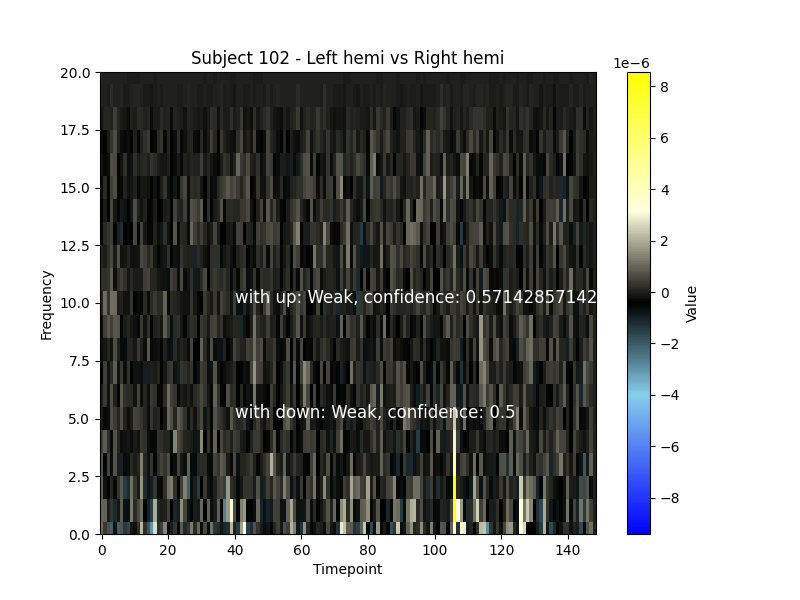 Subject 102 - Left hemi vs Right hemi
1e−6
20.0
17.5
15.0
12.5
10.0
7.5
5.0
2.5
0.0
Frequency
with up: Weak, confidence: 0.57142857142
with down: Weak, confidence: 0.5
0 20 40 60 80 100 120 140
Timepoint
8
6
4
2
0
−2
−4
−6
−8
Value